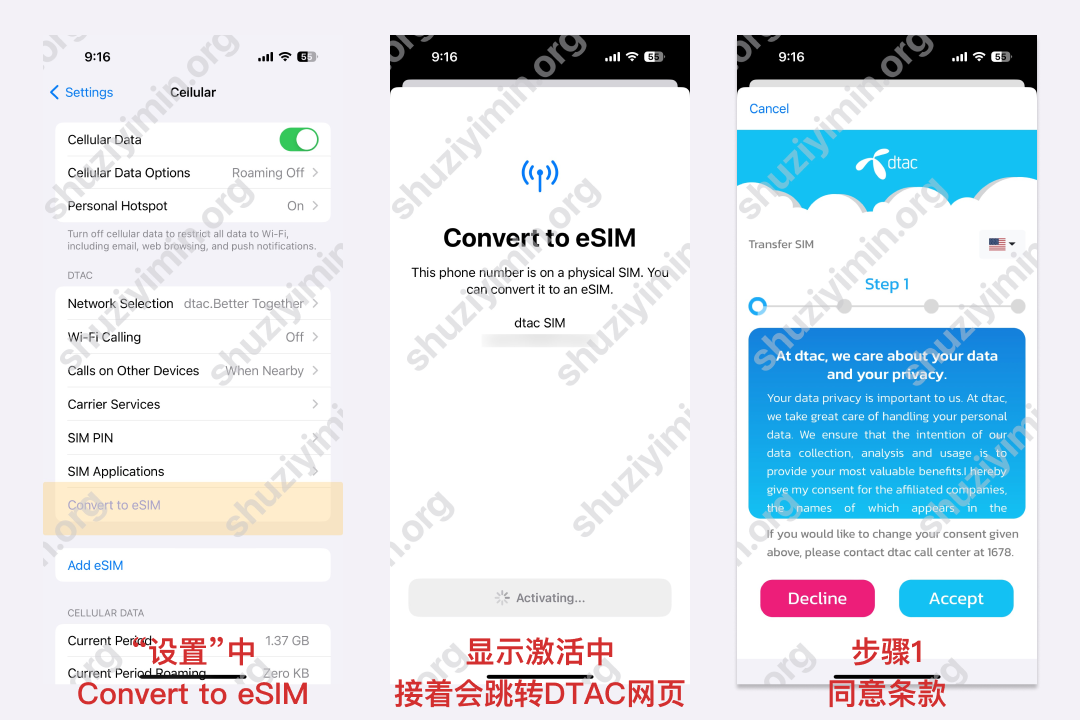 9:16
55
Settings
Cellular
Cellular Data
Cellular Data Options Roaming Off
Personal Hotspot On
Turn off cellular data to restrict all data to Wi-Fi,
including email, web browsing, and push notifications.
DTAC
Network Selection dtac.Better Together
Wi-Fi Calling Off
Calls on Other Devices When Nearby
Carrier Services
SIM PIN
SIM Applications
Convert to eSIM
Add eSIM
CELLULAR DATA
Current Period 1.37 GB
Current Period Roaming Zero KB
“设置”中
Convert to eSIM
9:16
55
Convert to eSIM
This phone number is on a physical SIM. You
can convert it to an eSIM.
dtac SIM
Activating...
显示激活中
接着会跳转DTAC网页
9:16
55
Cancel
dtac
Transfer SIM
Step 1
At dtac, we care about your data
and your privacy.
Your data privacy is important to us. At dtac,
we take great care of handling your personal
data. We ensure that the intention of our
data collection, analysis and usage is to
provide your most valuable benefits.I hereby
give my consent for the affiliated companies,
the names of which appears in the
If you would like to change your consent given
above, please contact dtac call center at 1678.
Decline
Accept
步骤1
同意条款
shuziyimin.org